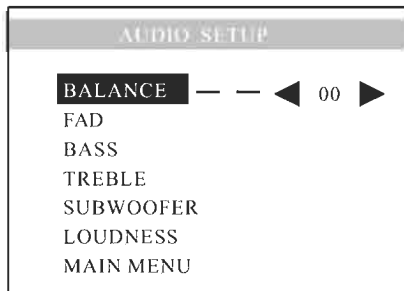 AUDIO SETUP
BALANCE — — ◀ 00 ▶
FAD
BASS
TREBLE
SUBWOOFER
LOUDNESS
MAIN MENU